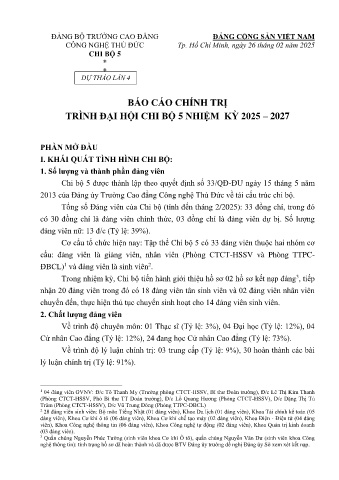 ĐẢNG BỘ TRƯỜNG CAO ĐẲNG
CÔNG NGHỆ THỦ ĐỨC
CHI BỘ 5
*
*
DỰ THẢO LẦN 4
ĐẢNG CỘNG SẢN VIỆT NAM
Tp. Hồ Chí Minh, ngày 26 tháng 02 năm 2025
BÁO CÁO CHÍNH TRỊ
TRÌNH ĐẠI HỘI CHI BỘ 5 NHIỆM KỲ 2025 – 2027
PHẦN MỞ ĐẦU
I. KHÁI QUÁT TÌNH HÌNH CHI BỘ:
1. Số lượng và thành phần đảng viên
Chi bộ 5 được thành lập theo quyết định số 33/QĐ-ĐU ngày 15 tháng 5 năm
2013 của Đảng ủy Trường Cao đẳng Công nghệ Thủ Đức về tái cấu trúc chi bộ.
Tổng số Đảng viên của Chi bộ (tính đến tháng 2/2025): 33 đồng chí, trong đó
có 30 đồng chí là đảng viên chính thức, 03 đồng chí là đảng viên dự bị. Số lượng
đảng viên nữ: 13 đ/c (Tỷ lệ: 39%).
Cơ cấu tổ chức hiện nay: Tập thể Chi bộ 5 có 33 đảng viên thuộc hai nhóm cơ
cấu: đảng viên là giảng viên, nhân viên (Phòng CTCT-HSSV và Phòng TTPC-
ĐBCL)¹ và đảng viên là sinh viên².
Trong nhiệm kỳ, Chi bộ tiến hành giới thiệu hồ sơ 02 hồ sơ kết nạp đảng³, tiếp
nhận 20 đảng viên trong đó có 18 đảng viên tân sinh viên và 02 đảng viên nhân viên
chuyển đến, thực hiện thủ tục chuyển sinh hoạt cho 14 đảng viên sinh viên.
2. Chất lượng đảng viên
Về trình độ chuyên môn: 01 Thạc sĩ (Tỷ lệ: 3%), 04 Đại học (Tỷ lệ: 12%), 04
Cử nhân Cao đẳng (Tỷ lệ: 12%), 24 đang học Cử nhân Cao đẳng (Tỷ lệ: 73%).
Về trình độ lý luận chính trị: 03 trung cấp (Tỷ lệ: 9%), 30 hoàn thành các bài
lý luận chính trị (Tỷ lệ: 91%).
¹ 04 đảng viên GVNV: Đ/c Tô Thanh My (Trưởng phòng CTCT-HSSV, Bí thư Đoàn trường), Đ/c Lê Thị Kim Thanh
(Phòng CTCT-HSSV, Phó Bí thư TT Đoàn trường), Đ/c Lô Quang Hương (Phòng CTCT-HSSV), Đ/c Đặng Thị Tú
Trâm (Phòng CTCT-HSSV), Đ/c Vũ Trung Đông (Phòng TTPC-ĐBCL)
² 28 đảng viên sinh viên: Bộ môn Tiếng Nhật (01 đảng viên), Khoa Du lịch (01 đảng viên), Khoa Tài chính kế toán (05
đảng viên), Khoa Cơ khí ô tô (06 đảng viên), Khoa Cơ khí chế tạo máy (02 đảng viên), Khoa Điện - Điện tử (04 đảng
viên), Khoa Công nghệ thông tin (06 đảng viên), Khoa Công nghệ tự động (02 đảng viên), Khoa Quản trị kinh doanh
(03 đảng viên).
³ Quần chúng Nguyễn Phúc Tường (sinh viên khoa Cơ khí Ô tô), quần chúng Nguyễn Văn Dư (sinh viên khoa Công
nghệ thông tin): tình trạng hồ sơ đã hoàn thành và đã được BTV Đảng ủy trường đề nghị Đảng ủy Sở xem xét kết nạp.